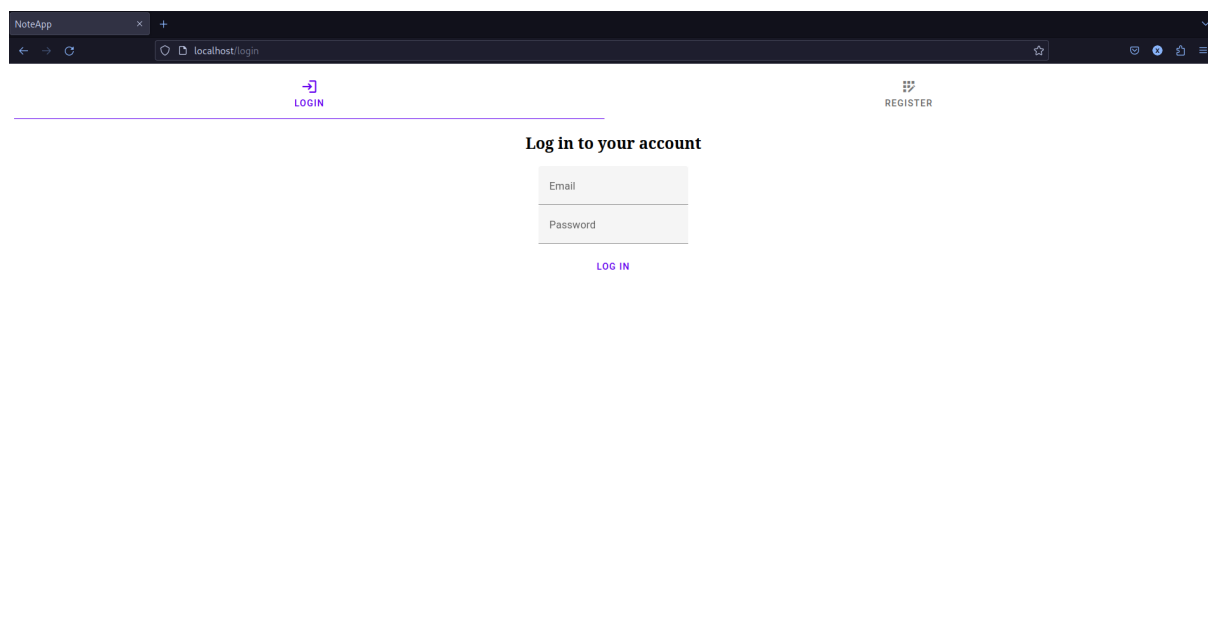 NoteApp
localhost/login
LOGIN
REGISTER
Log in to your account
Email
Password
LOG IN